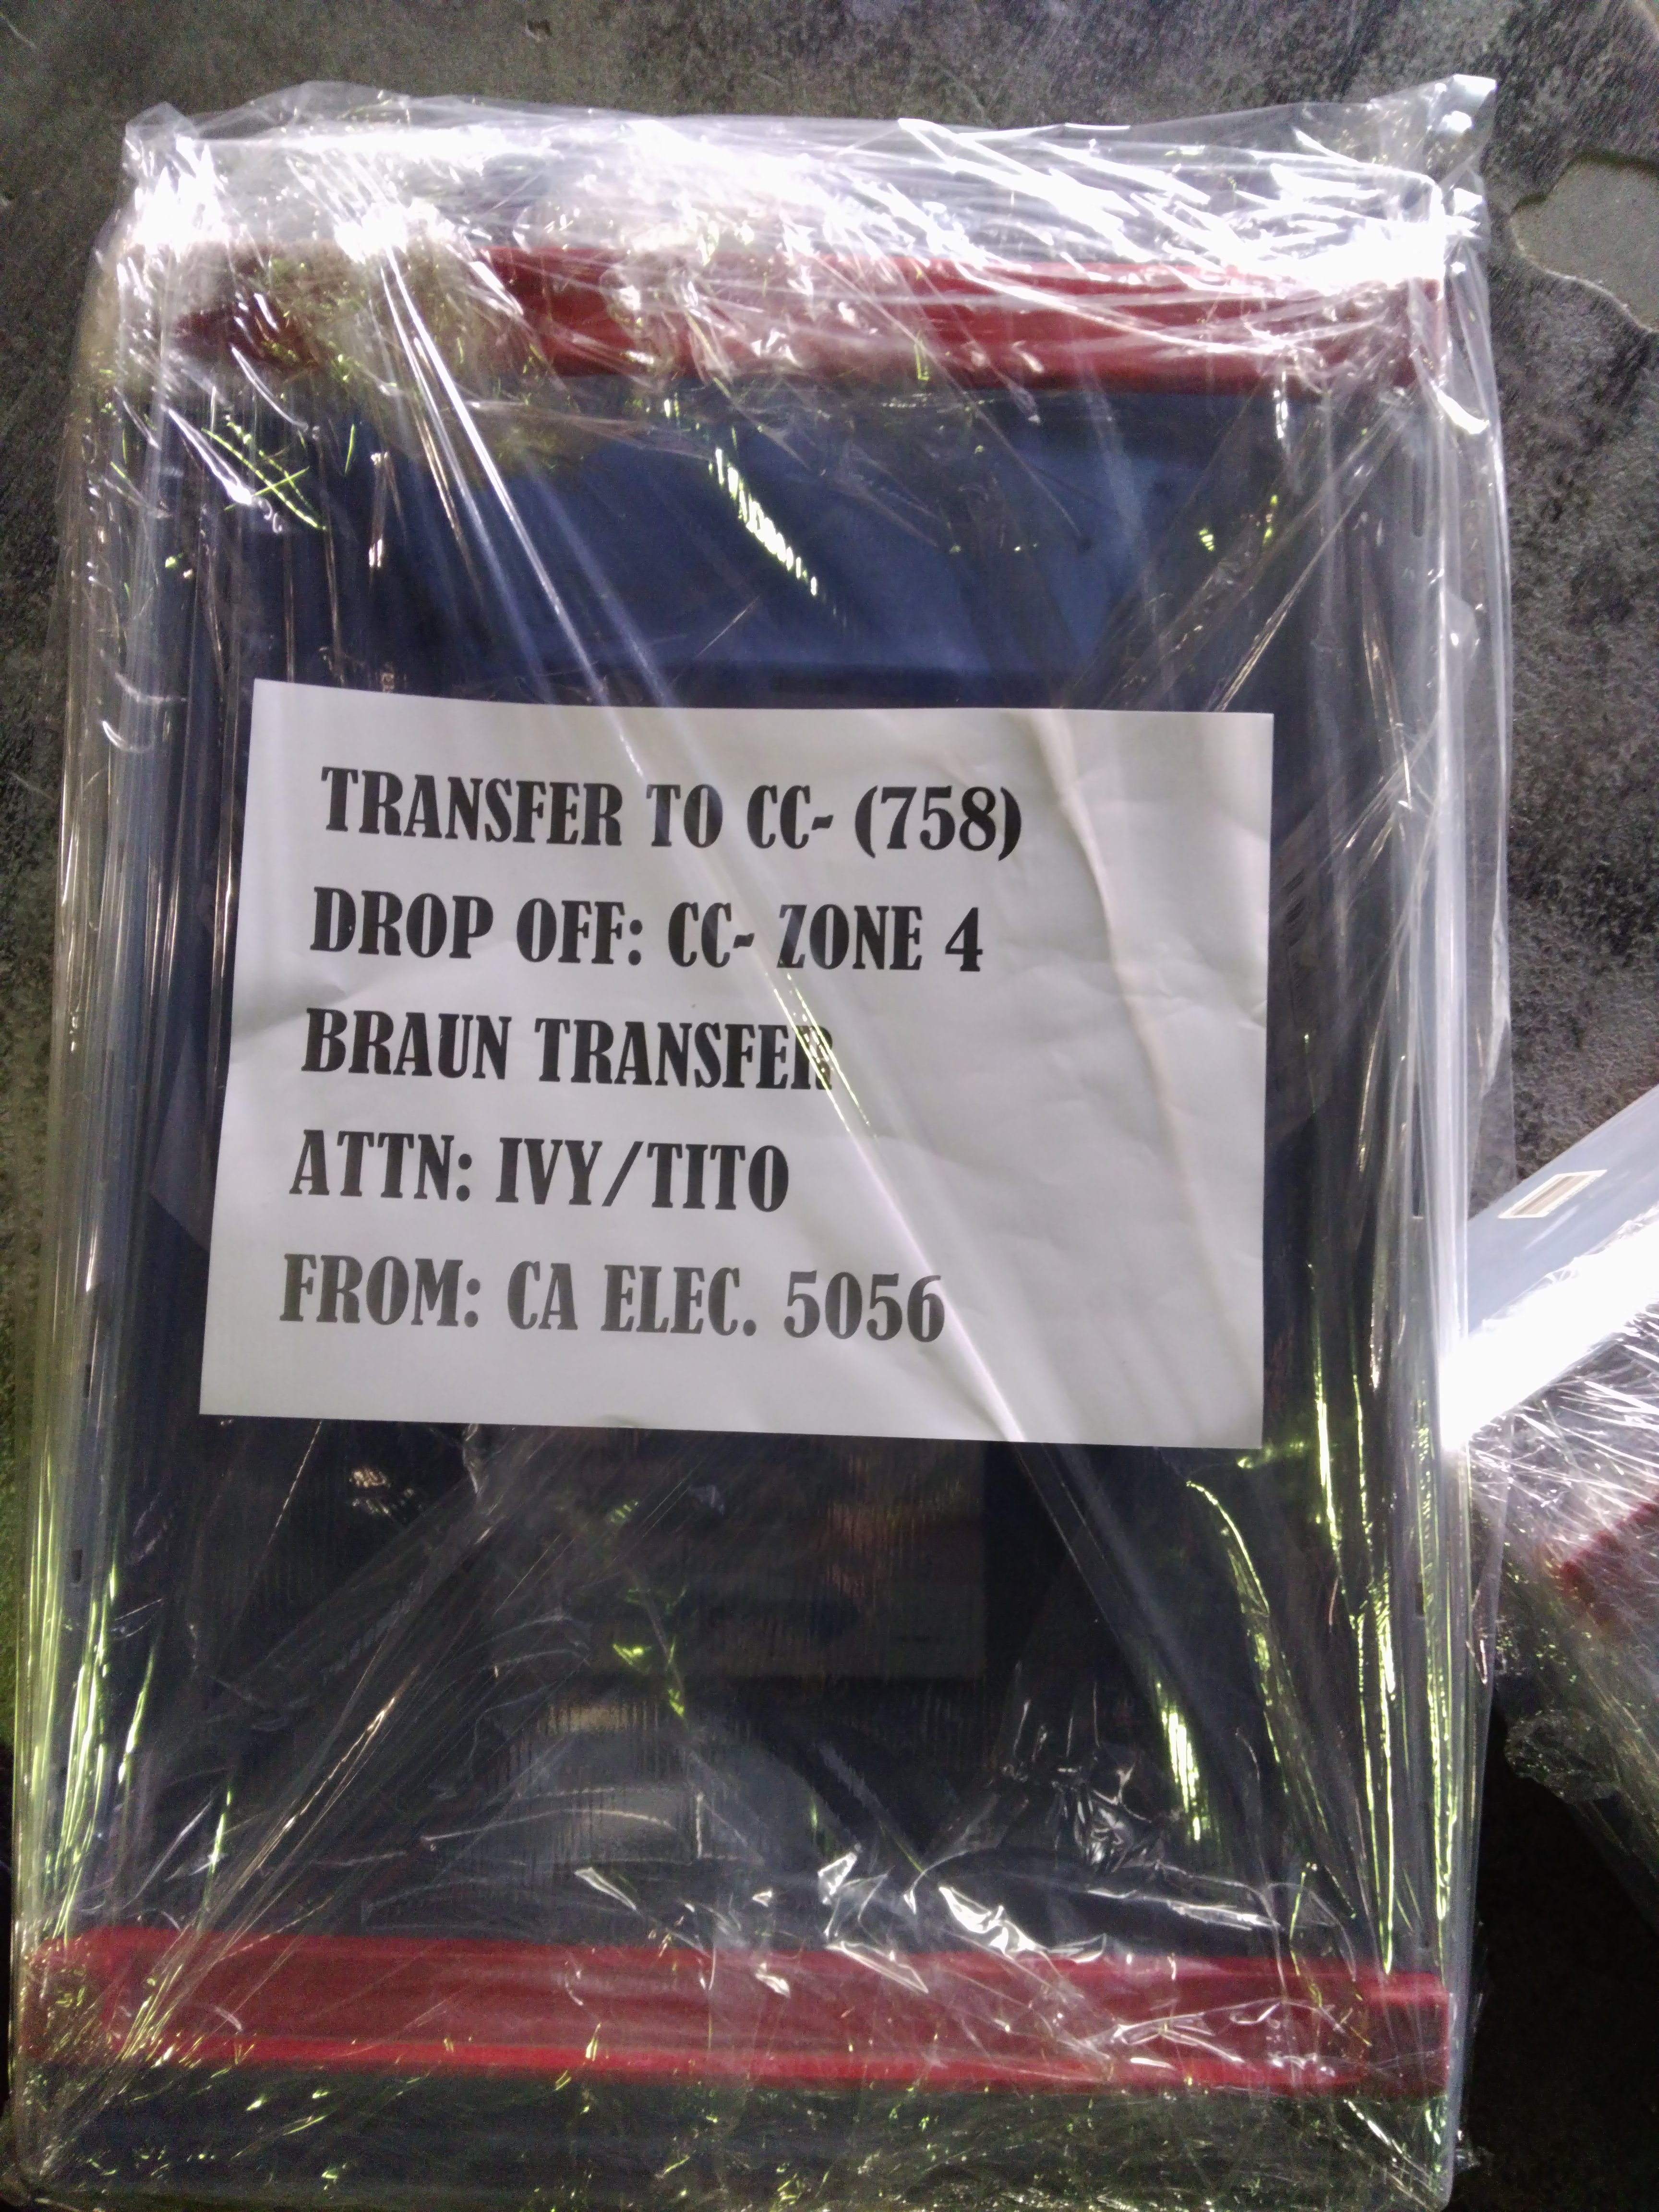 TRANSFER TO CC- (758)
DROP OFF: CC- ZONE 4
BRAUN TRANSFER
ATTN: IVY/TITO
FROM: CA ELEC. 5056